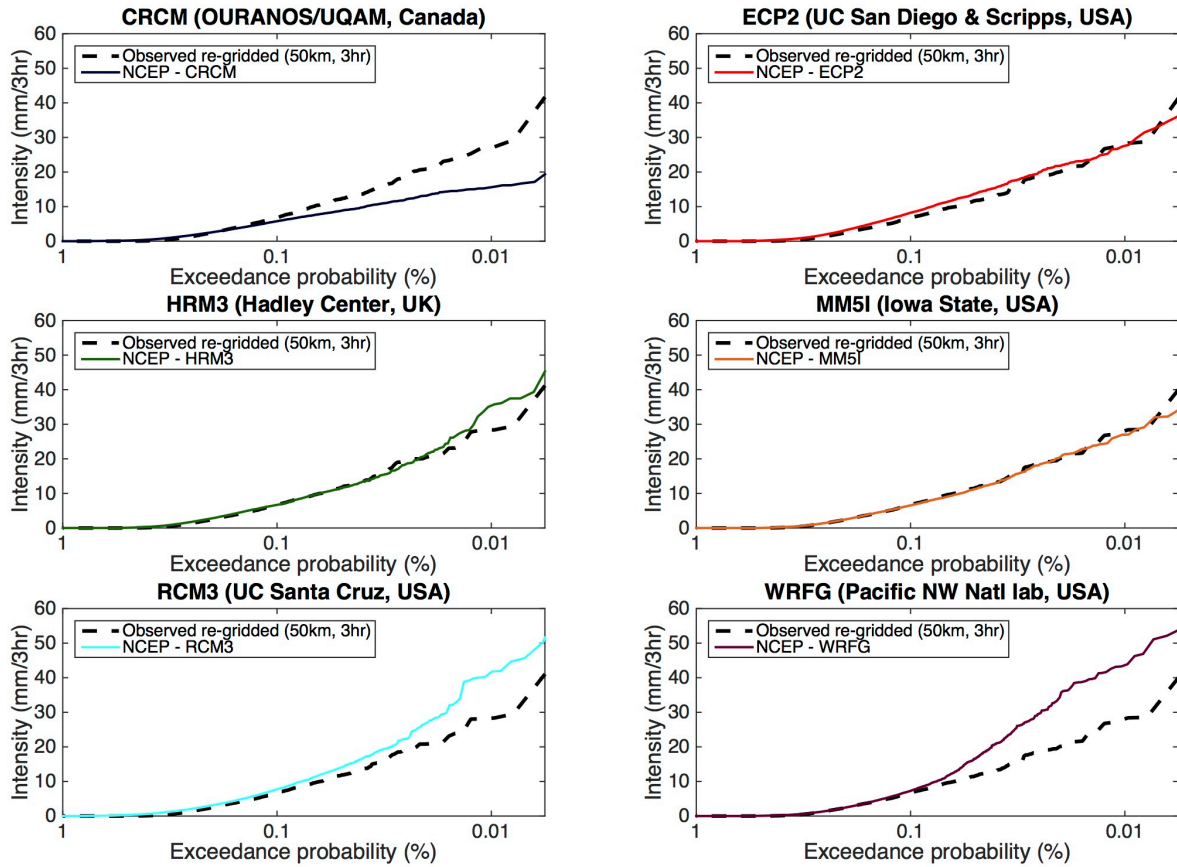 CRCM (OURANOS/UQAM, Canada)
60
50
40
30
20
10
0
Intensity (mm/3hr)
Observed re-gridded (50km, 3hr)
NCEP - CRCM
1
0.1
0.01
Exceedance probability (%)
ECP2 (UC San Diego & Scripps, USA)
60
50
40
30
20
10
0
Intensity (mm/3hr)
Observed re-gridded (50km, 3hr)
NCEP - ECP2
1
0.1
0.01
Exceedance probability (%)
HRM3 (Hadley Center, UK)
60
50
40
30
20
10
0
Intensity (mm/3hr)
Observed re-gridded (50km, 3hr)
NCEP - HRM3
1
0.1
0.01
Exceedance probability (%)
MM5I (Iowa State, USA)
60
50
40
30
20
10
0
Intensity (mm/3hr)
Observed re-gridded (50km, 3hr)
NCEP - MM5I
1
0.1
0.01
Exceedance probability (%)
RCM3 (UC Santa Cruz, USA)
60
50
40
30
20
10
0
Intensity (mm/3hr)
Observed re-gridded (50km, 3hr)
NCEP - RCM3
1
0.1
0.01
Exceedance probability (%)
WRFG (Pacific NW Natl lab, USA)
60
50
40
30
20
10
0
Intensity (mm/3hr)
Observed re-gridded (50km, 3hr)
NCEP - WRFG
1
0.1
0.01
Exceedance probability (%)